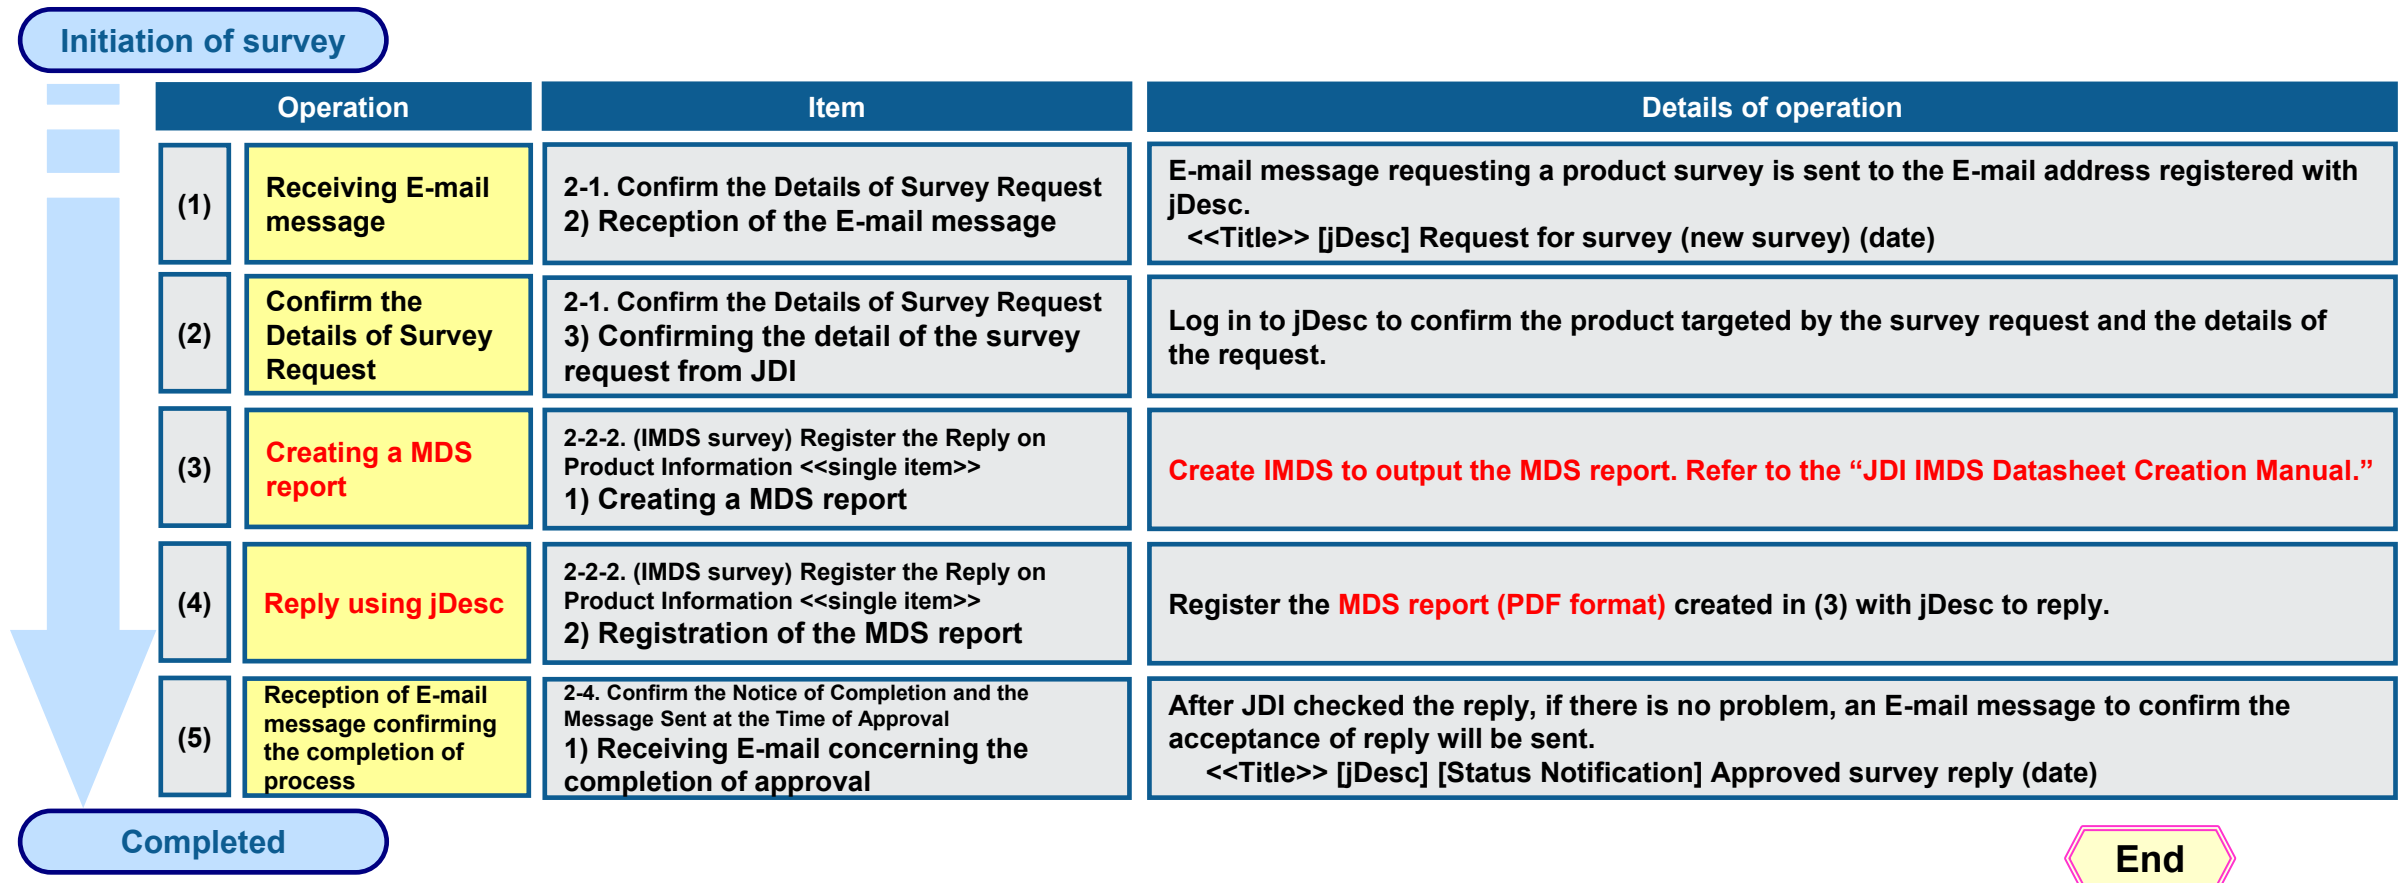 Initiation of survey
Operation
Item
Details of operation
(1)
Receiving E-mail
message
2-1. Confirm the Details of Survey Request
2) Reception of the E-mail message
E-mail message requesting a product survey is sent to the E-mail address registered with
jDesc.
<<Title>> [jDesc] Request for survey (new survey) (date)
(2)
Confirm the
Details of Survey
Request
2-1. Confirm the Details of Survey Request
3) Confirming the detail of the survey
request from JDI
Log in to jDesc to confirm the product targeted by the survey request and the details of
the request.
(3)
Creating a MDS
report
2-2-2. (IMDS survey) Register the Reply on
Product Information <<single item>>
1) Creating a MDS report
Create IMDS to output the MDS report. Refer to the “JDI IMDS Datasheet Creation Manual.”
(4)
Reply using jDesc
2-2-2. (IMDS survey) Register the Reply on
Product Information <<single item>>
2) Registration of the MDS report
Register the MDS report (PDF format) created in (3) with jDesc to reply.
(5)
Reception of E-mail
message confirming
the completion of
process
2-4. Confirm the Notice of Completion and the
Message Sent at the Time of Approval
1) Receiving E-mail concerning the
completion of approval
After JDI checked the reply, if there is no problem, an E-mail message to confirm the
acceptance of reply will be sent.
<<Title>> [jDesc] [Status Notification] Approved survey reply (date)
Completed
End